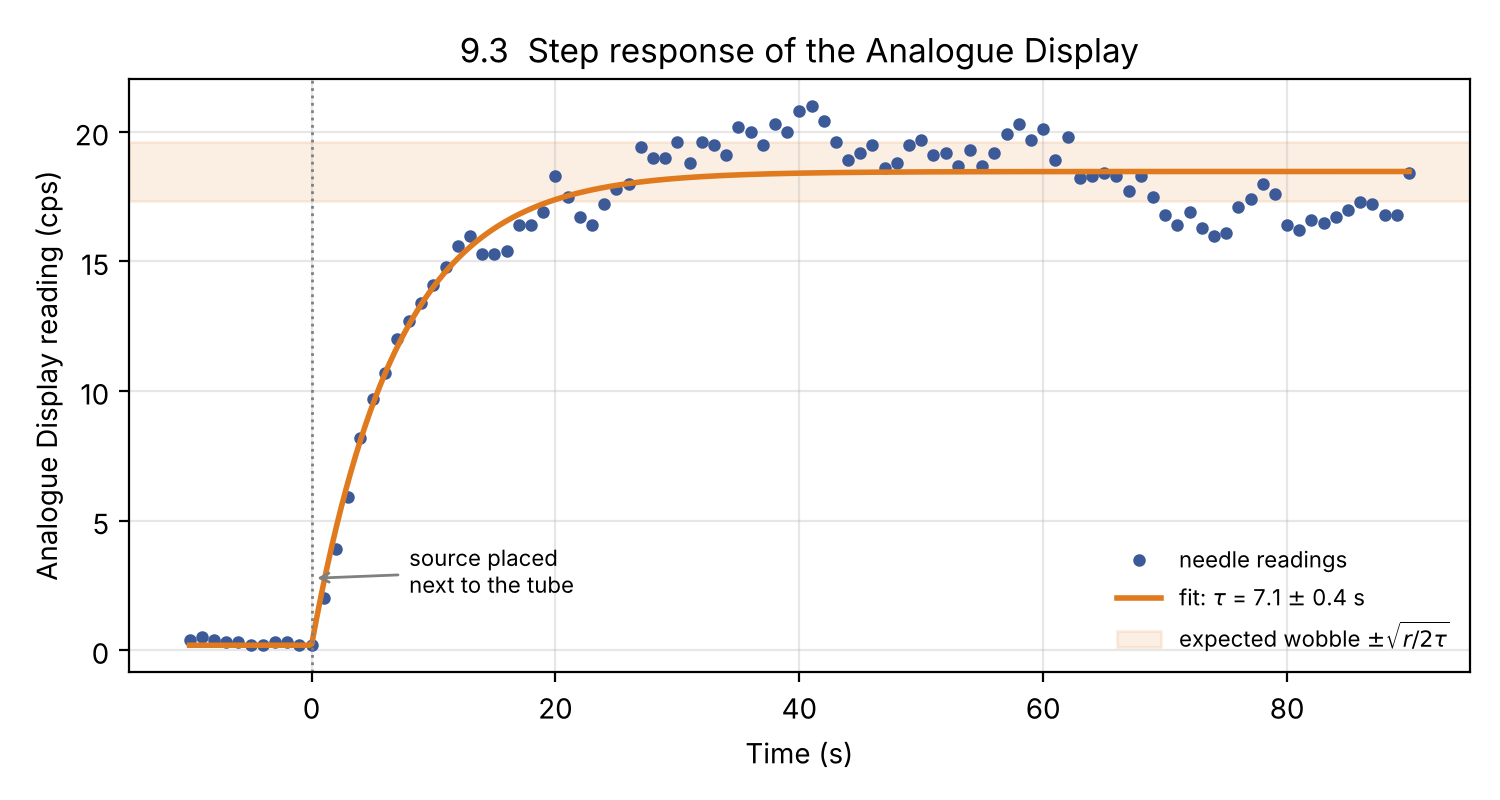 9.3 Step response of the Analogue Display
Analogue Display reading (cps)
20
15
10
5
0
source placed
next to the tube
needle readings
fit: τ = 7.1 ± 0.4 s
expected wobble ±√r/2τ
0
20
40
60
80
Time (s)